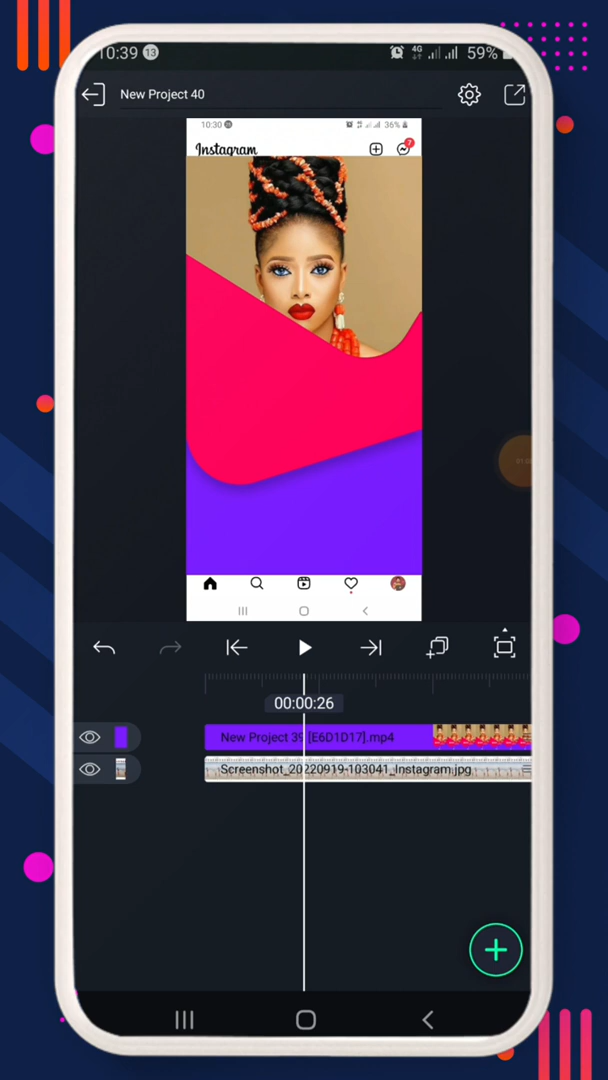 10:39 13
4G 59%
New Project 40
10:30
36%
Instagram
7
00:00:26
New Project 39 [E6D1D17].mp4
Screenshot_20220919-103041_Instagram.jpg